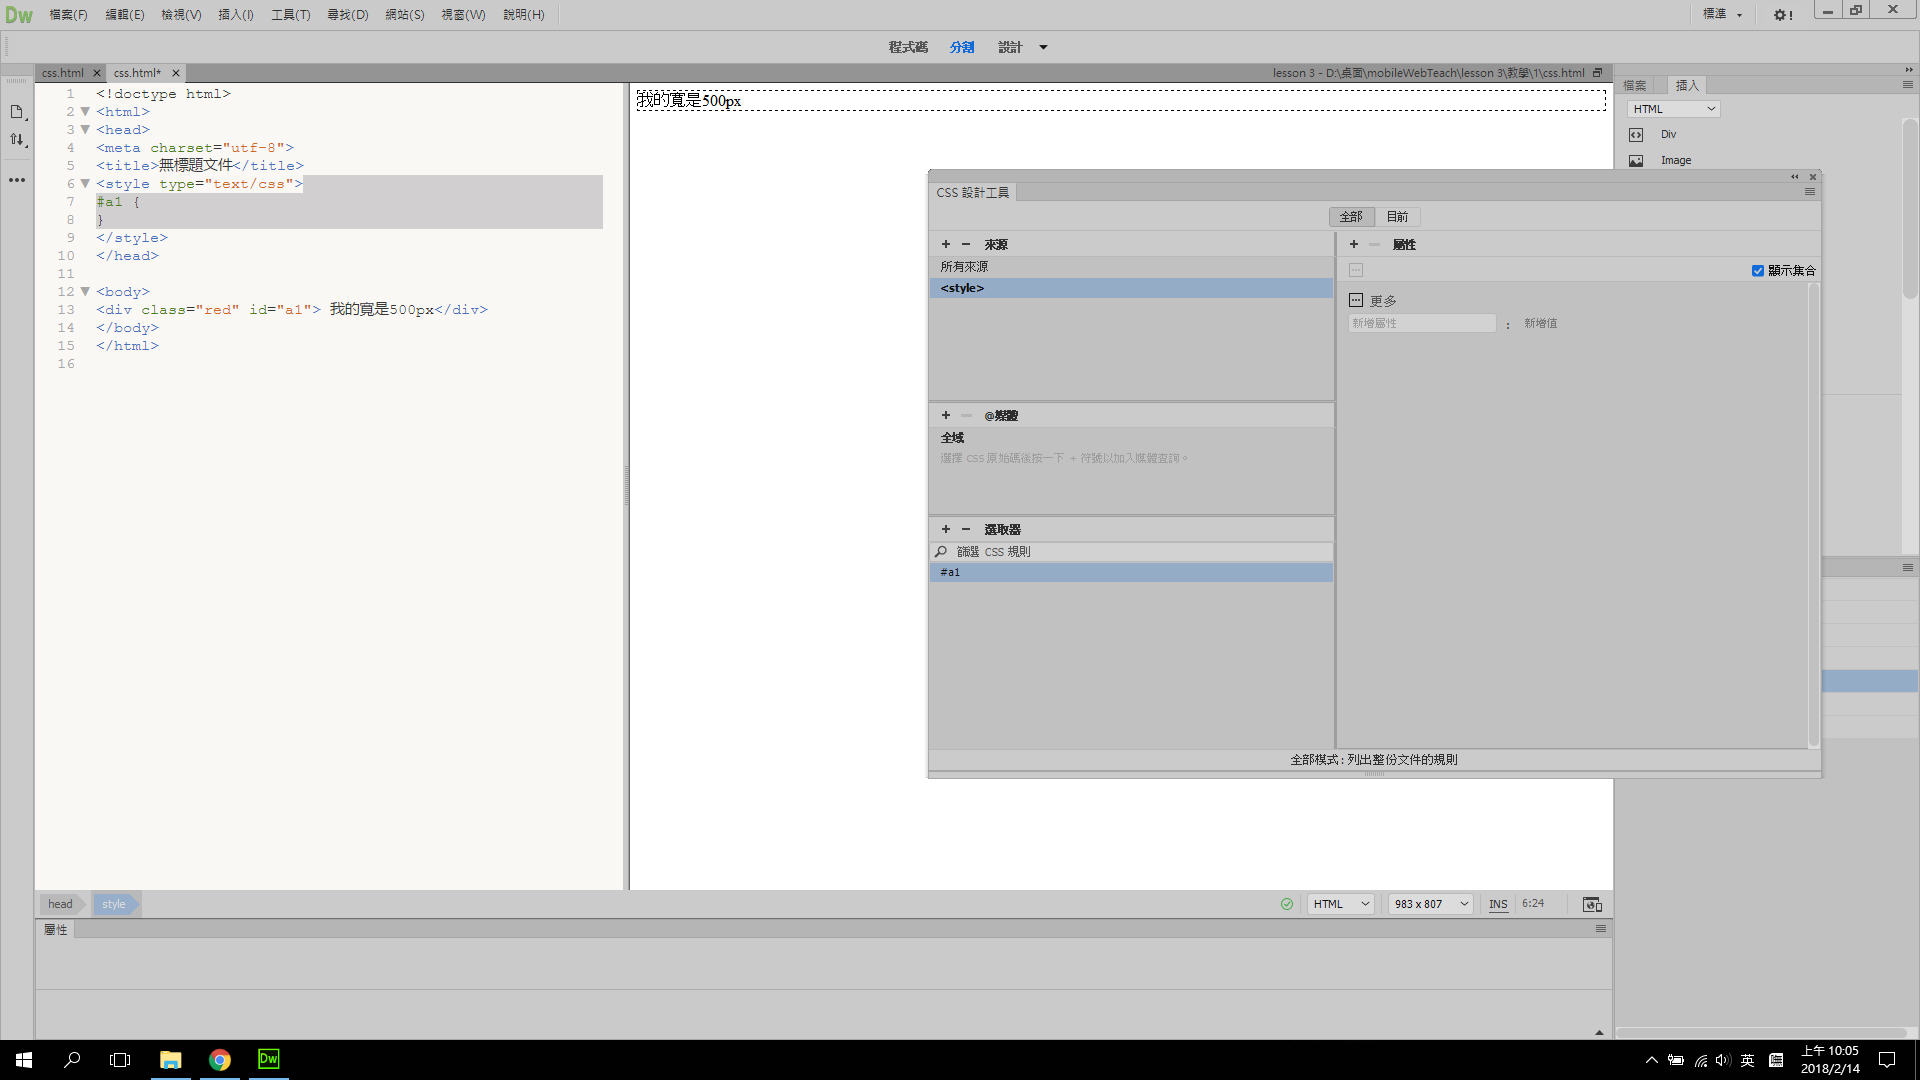 Dw 檔案(F) 編輯(E) 檢視(V) 插入(I) 工具(T) 尋找(D) 網站(S) 視窗(W) 說明(H) 標準
程式碼 分割 設計
css.html css.html* lesson 3 - D:\桌面\mobileWebTeach\lesson 3\教學\1\css.html
檔案 插入
HTML
Div
Image
1 <!doctype html>
2 <html>
3 <head>
4 <meta charset="utf-8">
5 <title>無標題文件</title>
6 <style type="text/css">
7 #a1 {
8 }
9 </style>
10 </head>
11
12 <body>
13 <div class="red" id="a1"> 我的寬是500px</div>
14 </body>
15 </html>
16
我的寬是500px
CSS 設計工具
全部 目前
+ − 來源
所有來源
<style>
+ − @媒體
全域
選擇 CSS 原始碼後按一下 + 符號以加入媒體查詢。
+ − 選取器
篩選 CSS 規則
#a1
+ − 屬性
顯示集合
更多
新增屬性 : 新增值
全部模式 : 列出整份文件的規則
head style
HTML 983 x 807 INS 6:24
屬性
Dw
英
上午 10:05
2018/2/14